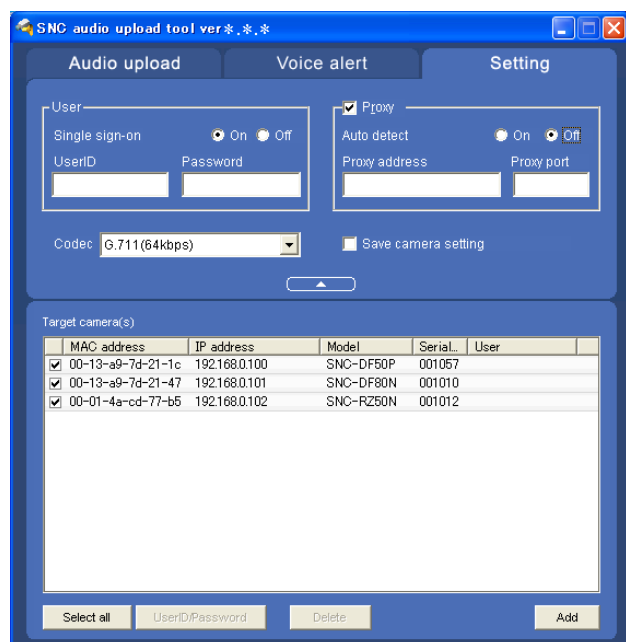 SNC audio upload tool ver*.*.*
Audio upload Voice alert Setting
User Proxy
Single sign-on On Off Auto detect On Off
UserID Password Proxy address Proxy port
Codec G.711(64kbps) Save camera setting
Target camera(s)
MAC address IP address Model Serial... User
00-13-a9-7d-21-1c 192.168.0.100 SNC-DF50P 001057
00-13-a9-7d-21-47 192.168.0.101 SNC-DF80N 001010
00-01-4a-cd-77-b5 192.168.0.102 SNC-RZ50N 001012
Select all UserID/Password Delete Add